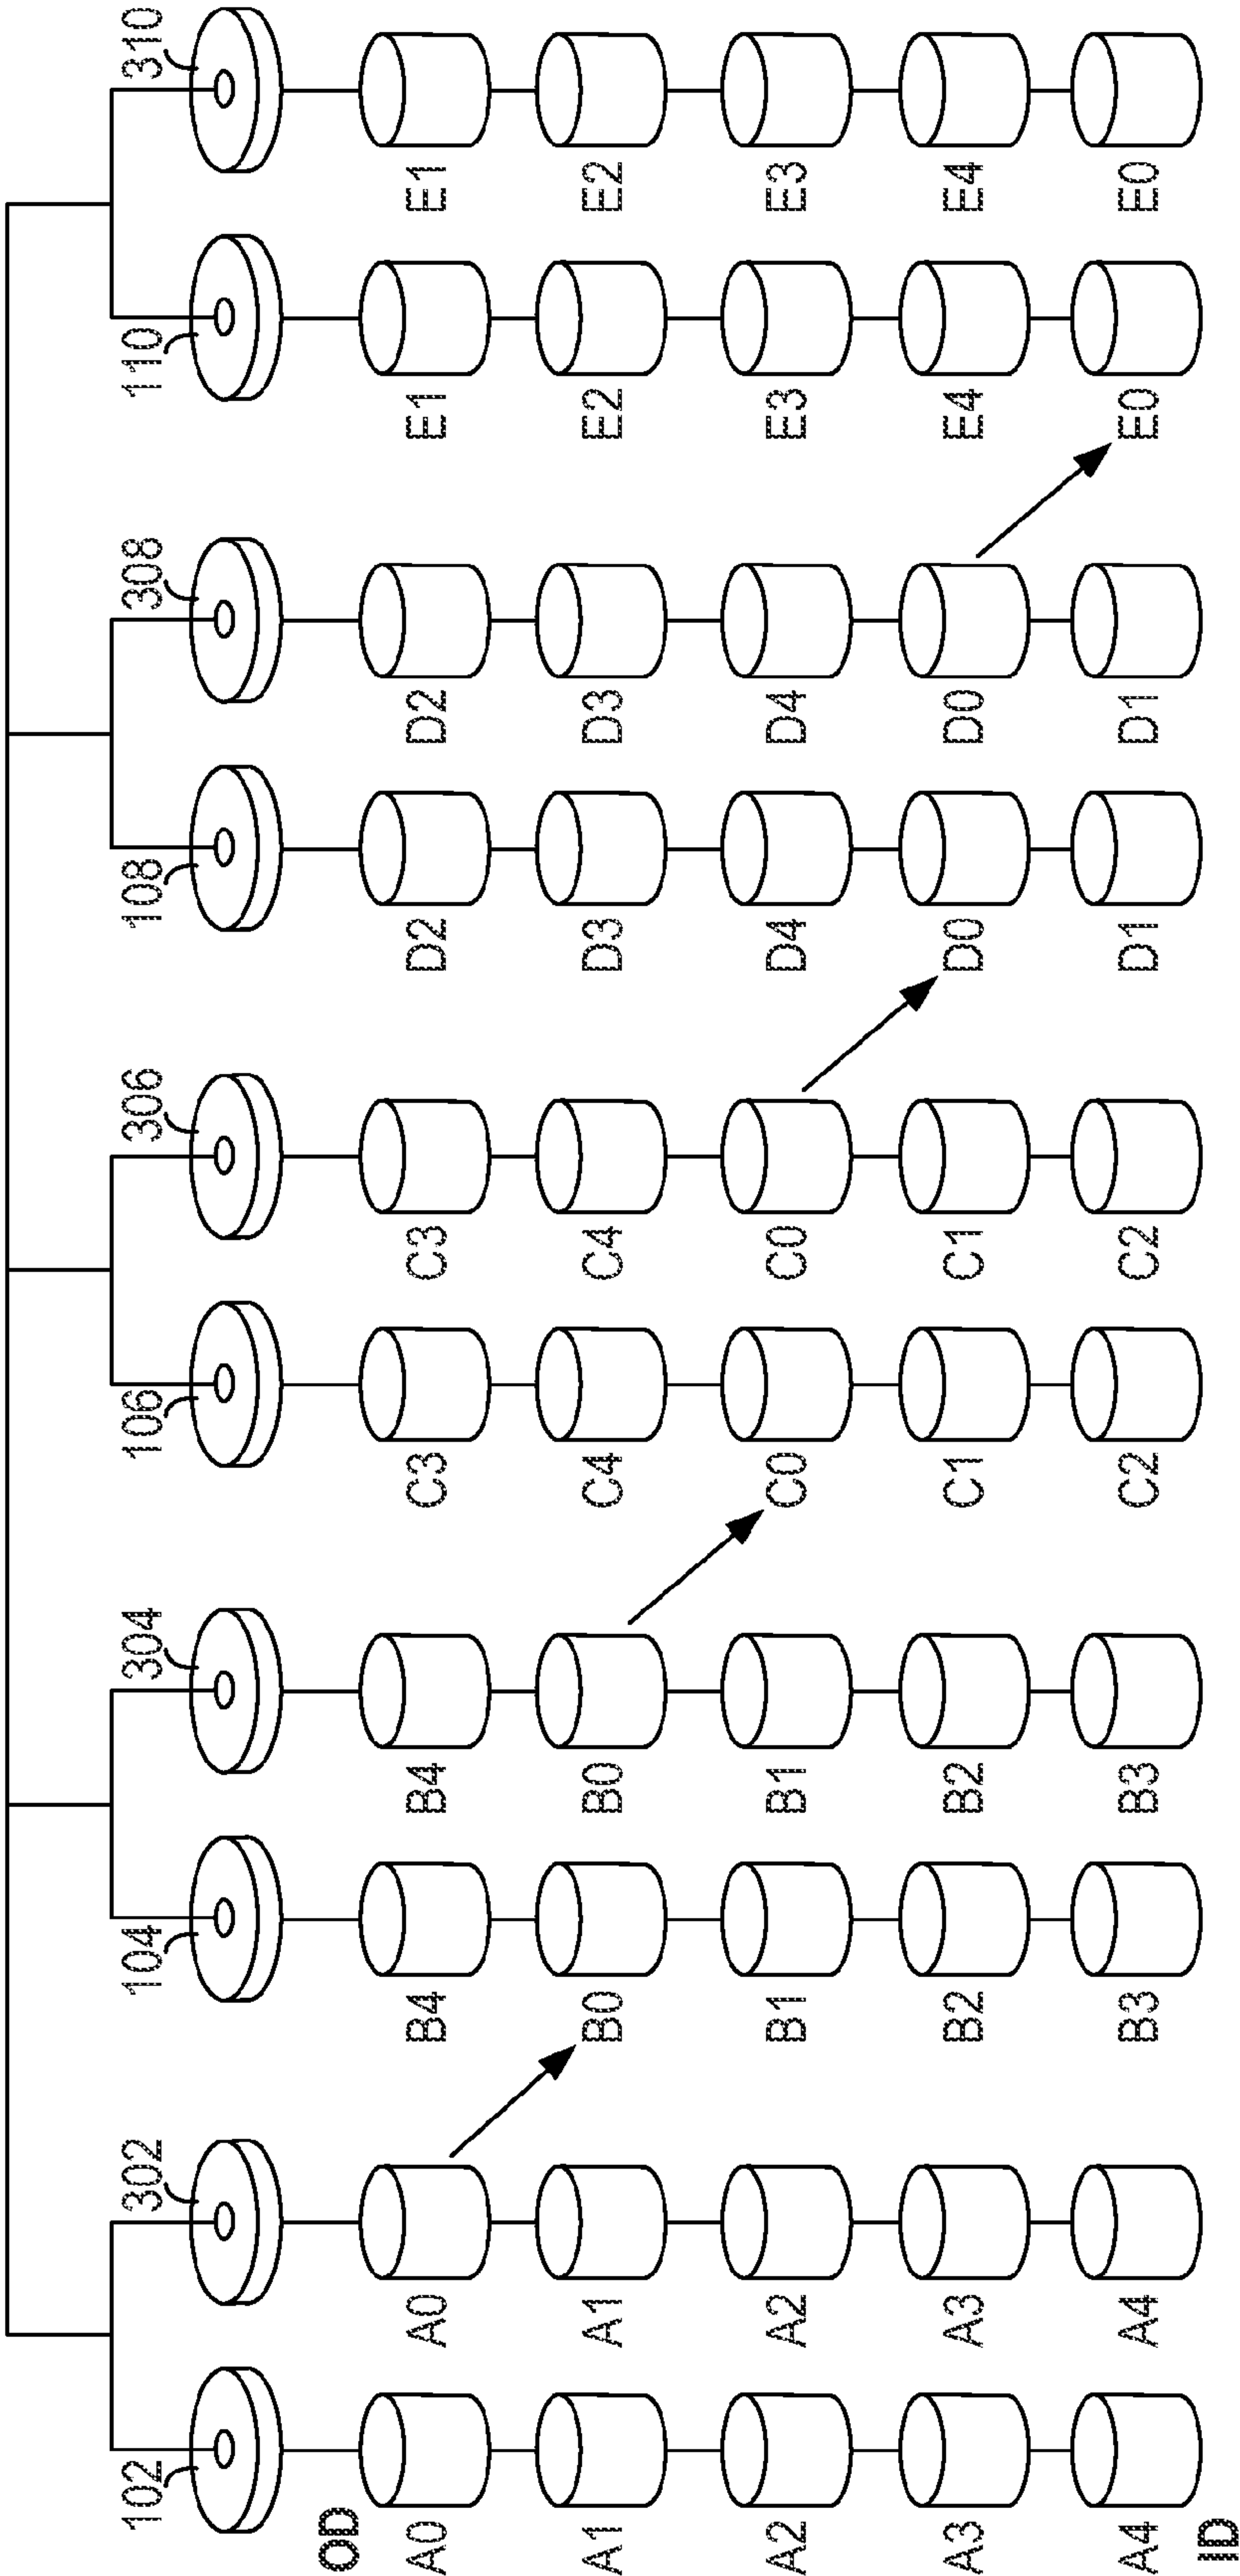 102 302 104 304 106 306 108 308 110 310
OD
A0 A0 B4 B4 C3 C3 D2 D2 E1 E1
A1 A1 B0 B0 C4 C4 D3 D3 E2 E2
A2 A2 B1 B1 C0 C0 D4 D4 E3 E3
A3 A3 B2 B2 C1 C1 D0 D0 E4 E4
A4 A4 B3 B3 C2 C2 D1 D1 E0 E0
ID